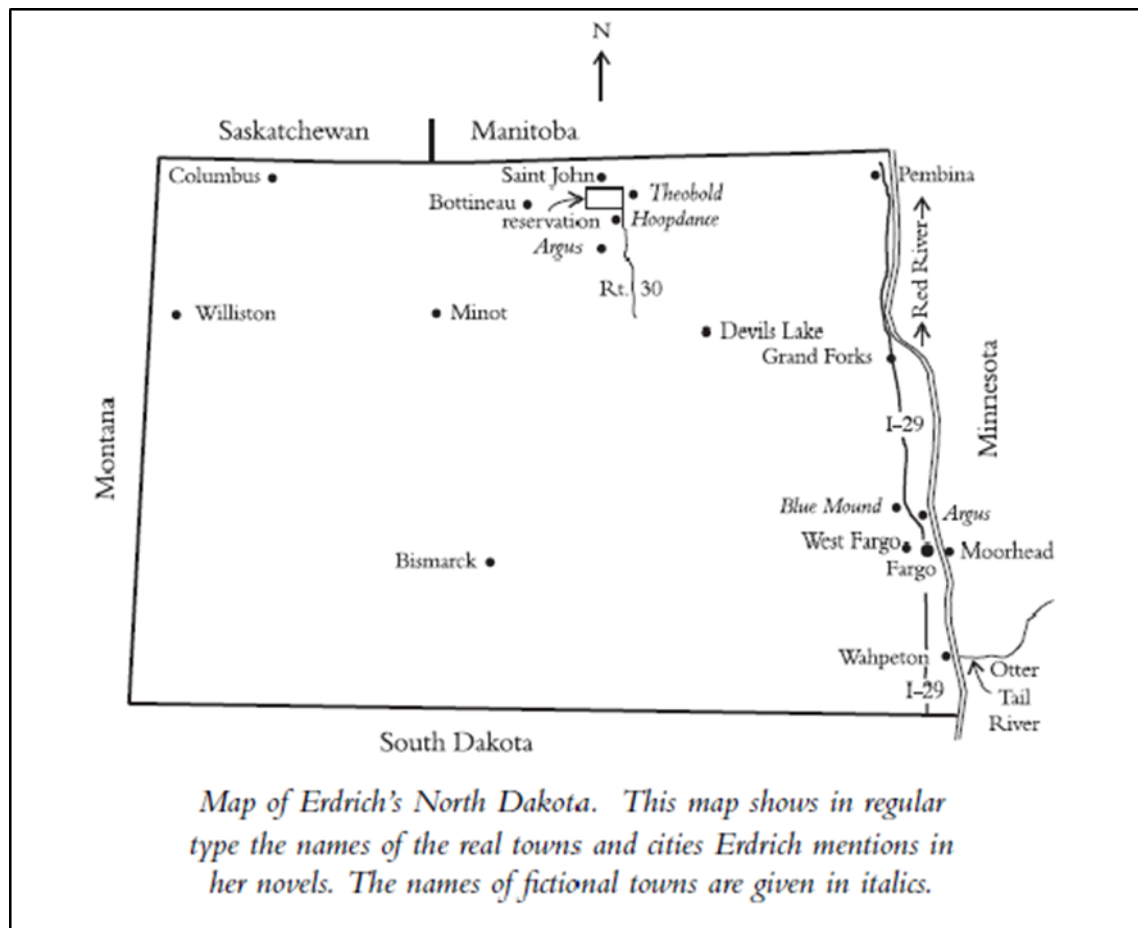 N
Saskatchewan
Manitoba
Columbus
Saint John
Pembina
Theobold
Bottineau
reservation
Hoopdance
Argus
Rt. 30
Red River
Williston
Minot
Devils Lake
Grand Forks
Montana
Minnesota
I-29
Blue Mound
Argus
West Fargo
Moorhead
Fargo
Bismarck
Wahpeton
Otter
Tail
River
I-29
South Dakota
Map of Erdrich's North Dakota. This map shows in regular
type the names of the real towns and cities Erdrich mentions in
her novels. The names of fictional towns are given in italics.